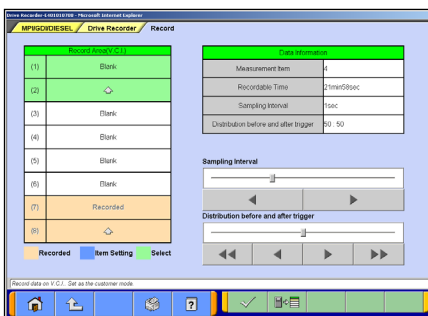 Drive Recorder-L401010700 - Microsoft Internet Explorer
MPI/GDI/DIESEL Drive Recorder Record
Record Area(V.C.I.)
(1) Blank
(2)
(3) Blank
(4) Blank
(5) Blank
(6) Blank
(7) Recorded
(8)
Recorded Item Setting Select
Data Information
Measurement Item 4
Recordable Time 21min58sec
Sampling Interval 1sec
Distribution before and after trigger 50 : 50
Sampling Interval
Distribution before and after trigger
Record data on V.C.I.. Set as the customer mode.
?